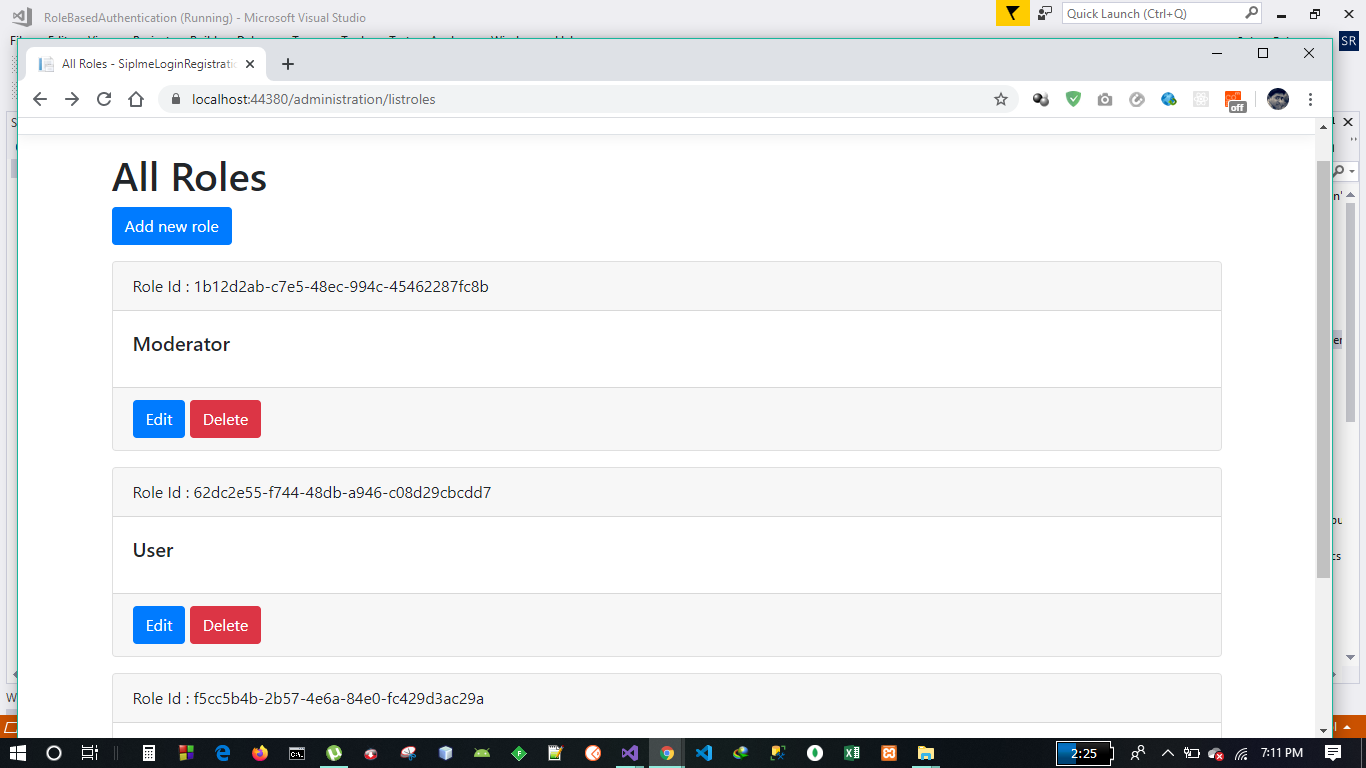 RoleBasedAuthentication (Running) - Microsoft Visual Studio
Quick Launch (Ctrl+Q)
SR
All Roles - SiplmeLoginRegistratio
localhost:44380/administration/listroles
off
All Roles
Add new role
Role Id : 1b12d2ab-c7e5-48ec-994c-45462287fc8b
Moderator
Edit Delete
Role Id : 62dc2e55-f744-48db-a946-c08d29cbcdd7
User
Edit Delete
Role Id : f5cc5b4b-2b57-4e6a-84e0-fc429d3ac29a
2:25
7:11 PM